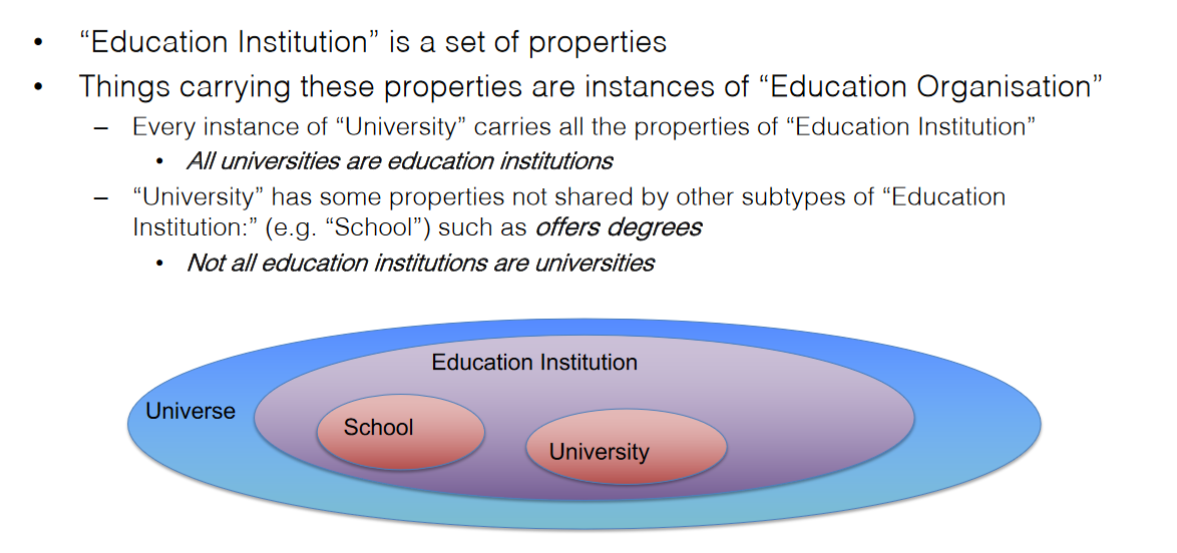 • “Education Institution” is a set of properties
• Things carrying these properties are instances of “Education Organisation”
– Every instance of “University” carries all the properties of “Education Institution”
• All universities are education institutions
– “University” has some properties not shared by other subtypes of “Education
Institution:” (e.g. “School”) such as offers degrees
• Not all education institutions are universities
Education Institution
Universe
School
University